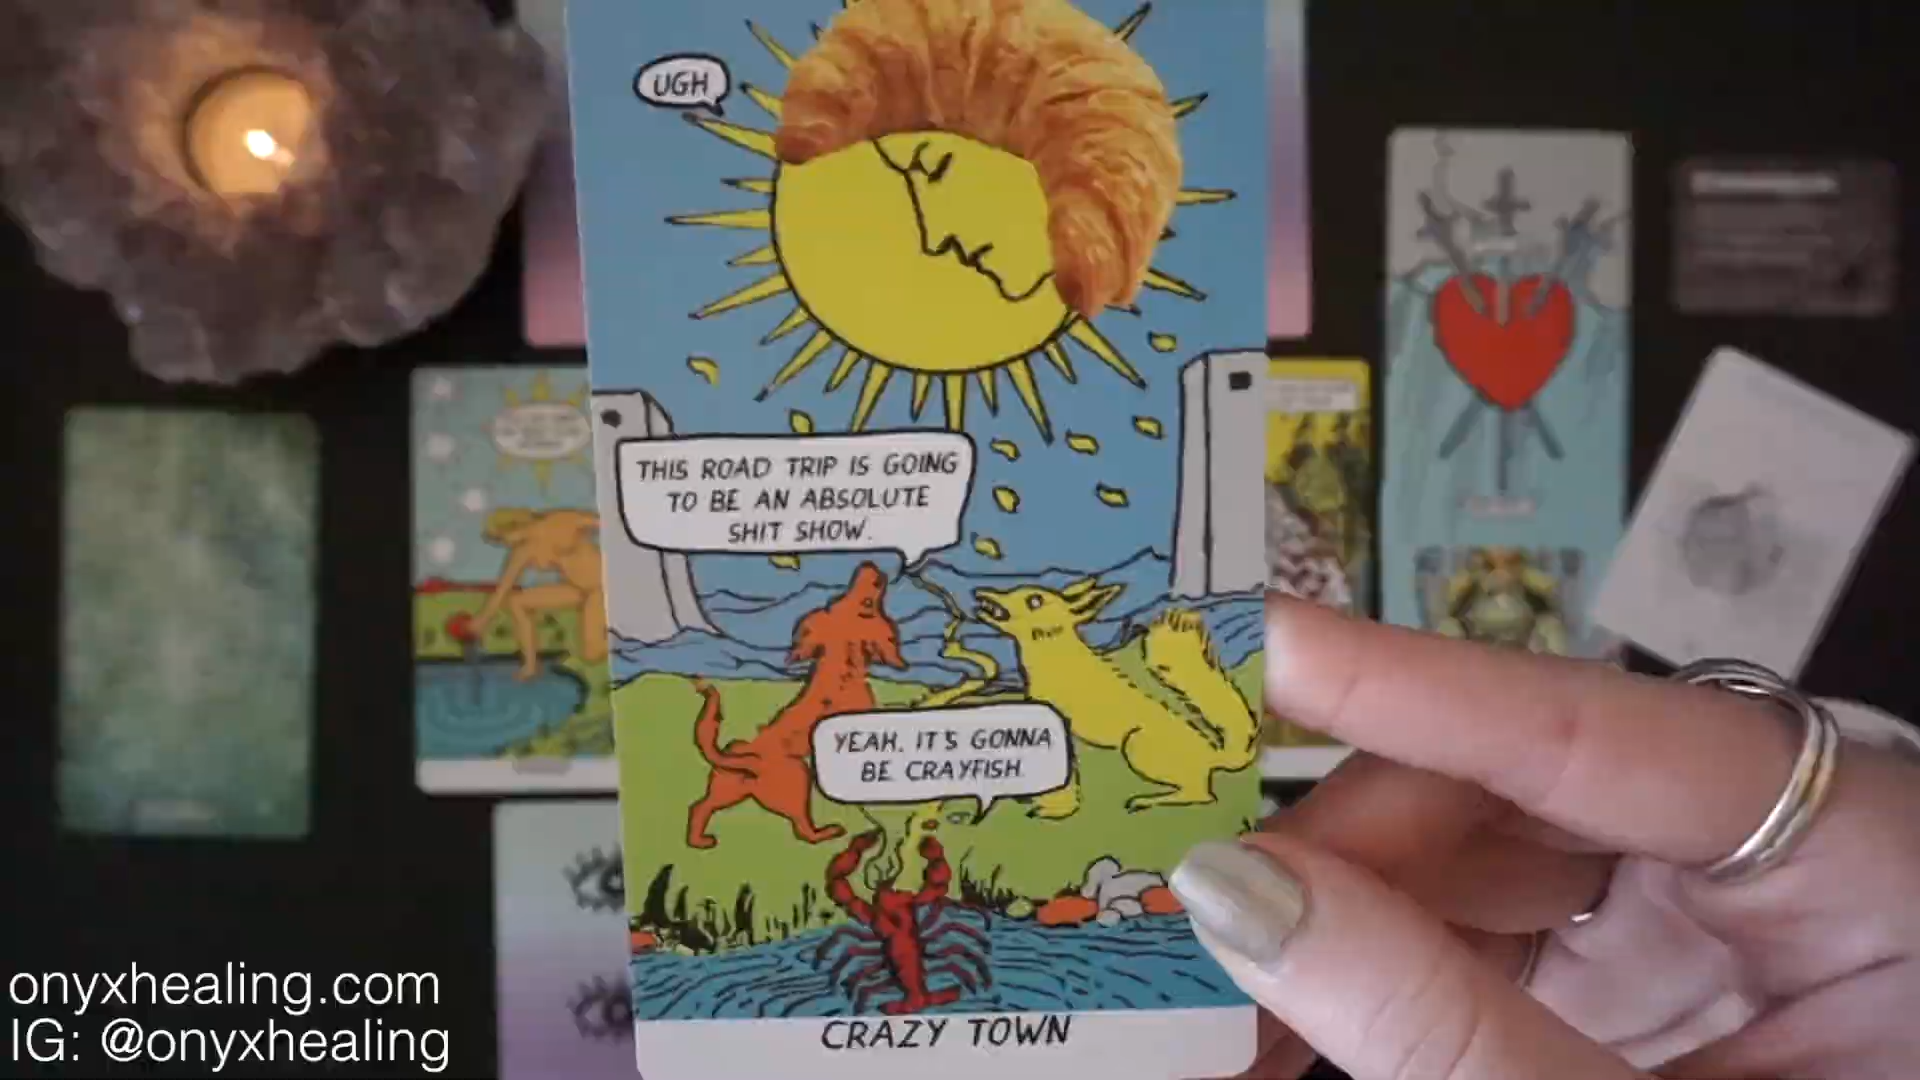 UGH
THIS ROAD TRIP IS GOING
TO BE AN ABSOLUTE
SHIT SHOW.
YEAH. IT'S GONNA
BE CRAYFISH.
CRAZY TOWN
onyxhealing.com
IG: @onyxhealing